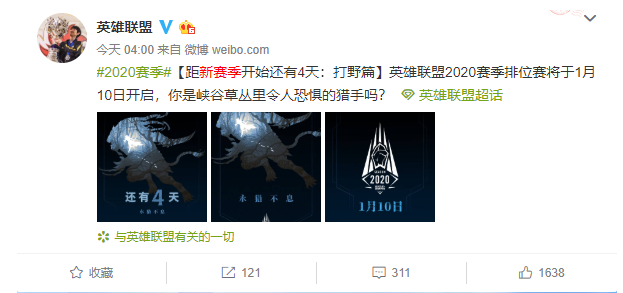 英雄联盟
今天 04:00 来自 微博 weibo.com
#2020赛季#【距新赛季开始还有4天：打野篇】英雄联盟2020赛季排位赛将于1月
10日开启，你是峡谷草丛里令人恐惧的猎手吗？ 英雄联盟超话
还有4天
永猎不息
永猎不息
SEASON
2020
1月10日
与英雄联盟有关的一切
收藏
121
311
1638